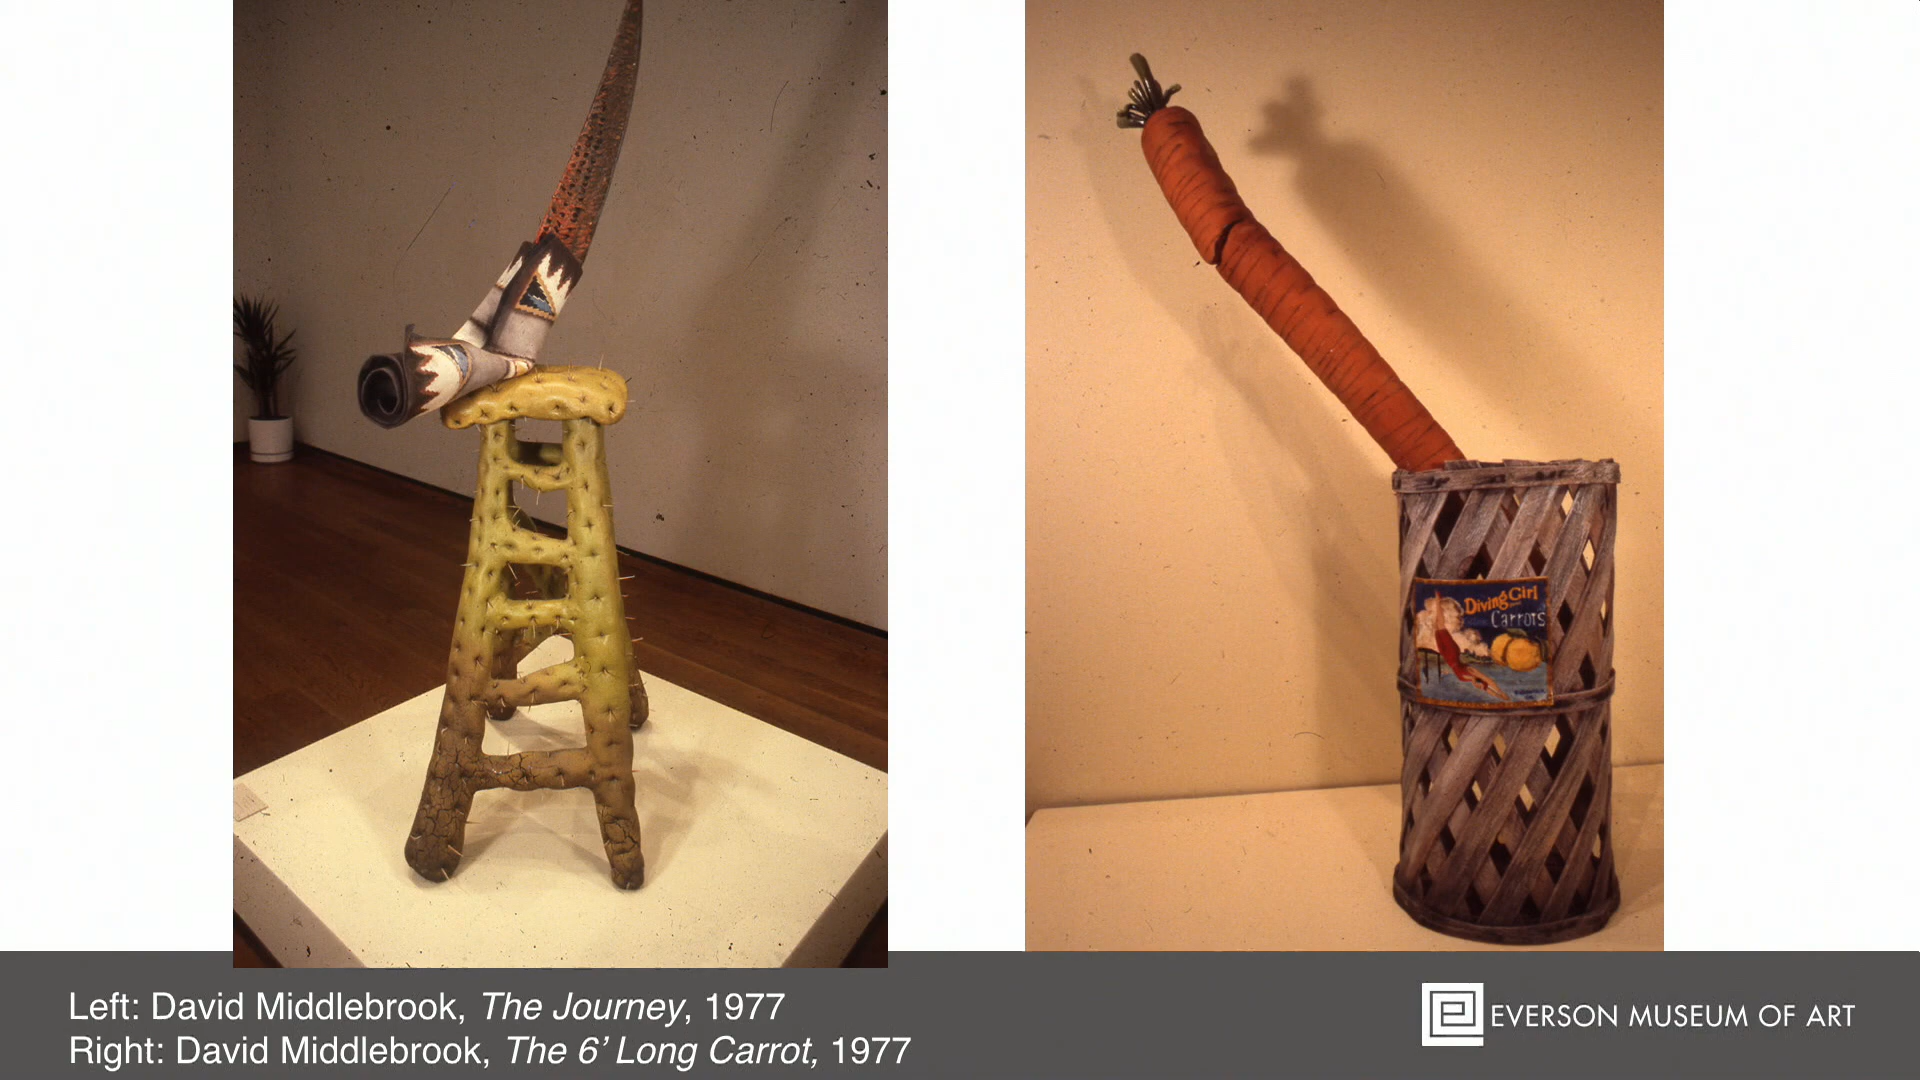 Diving Girl
Carrots
Left: David Middlebrook, The Journey, 1977
Right: David Middlebrook, The 6’ Long Carrot, 1977
EVERSON MUSEUM OF ART